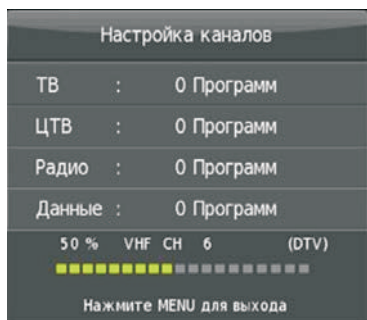 Настройка каналов
ТВ : 0 Программ
ЦТВ : 0 Программ
Радио : 0 Программ
Данные : 0 Программ
50 % VHF CH 6 (DTV)
Нажмите MENU для выхода